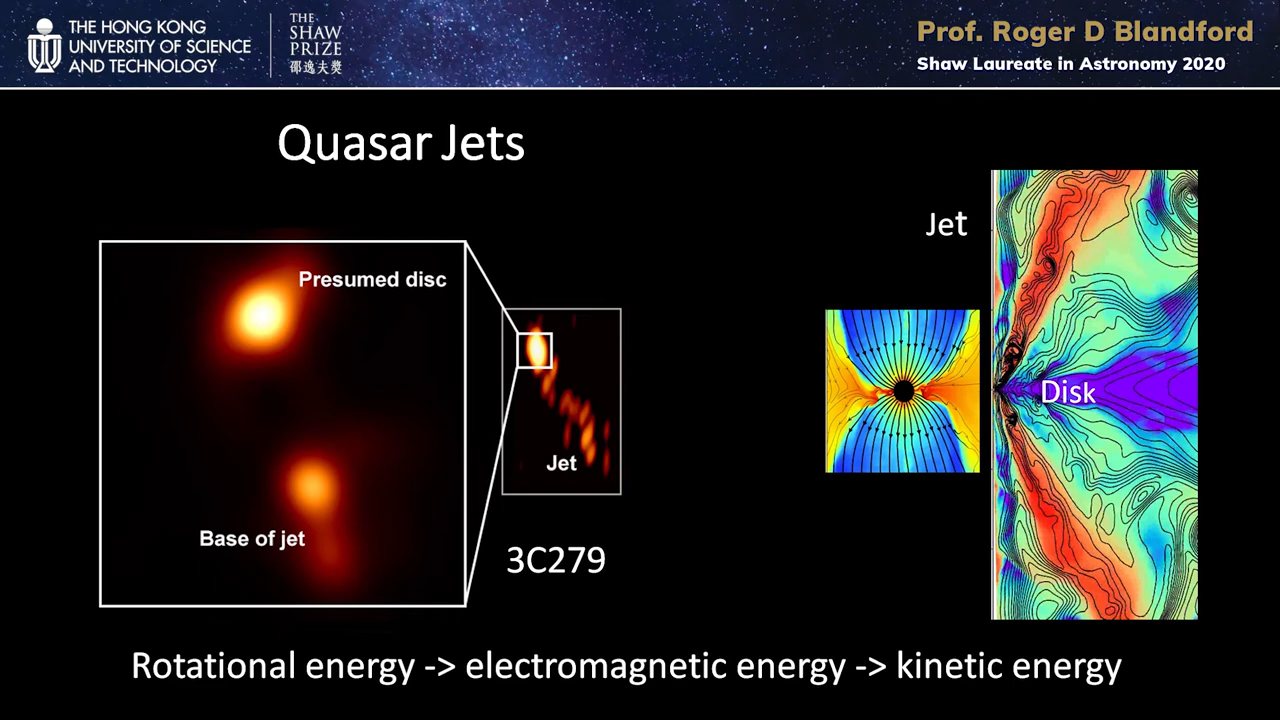 THE HONG KONG
UNIVERSITY OF SCIENCE
AND TECHNOLOGY
THE
SHAW
PRIZE
邵逸夫獎
Prof. Roger D Blandford
Shaw Laureate in Astronomy 2020
Quasar Jets
Presumed disc
Base of jet
Jet
3C279
Jet
Disk
Rotational energy -> electromagnetic energy -> kinetic energy